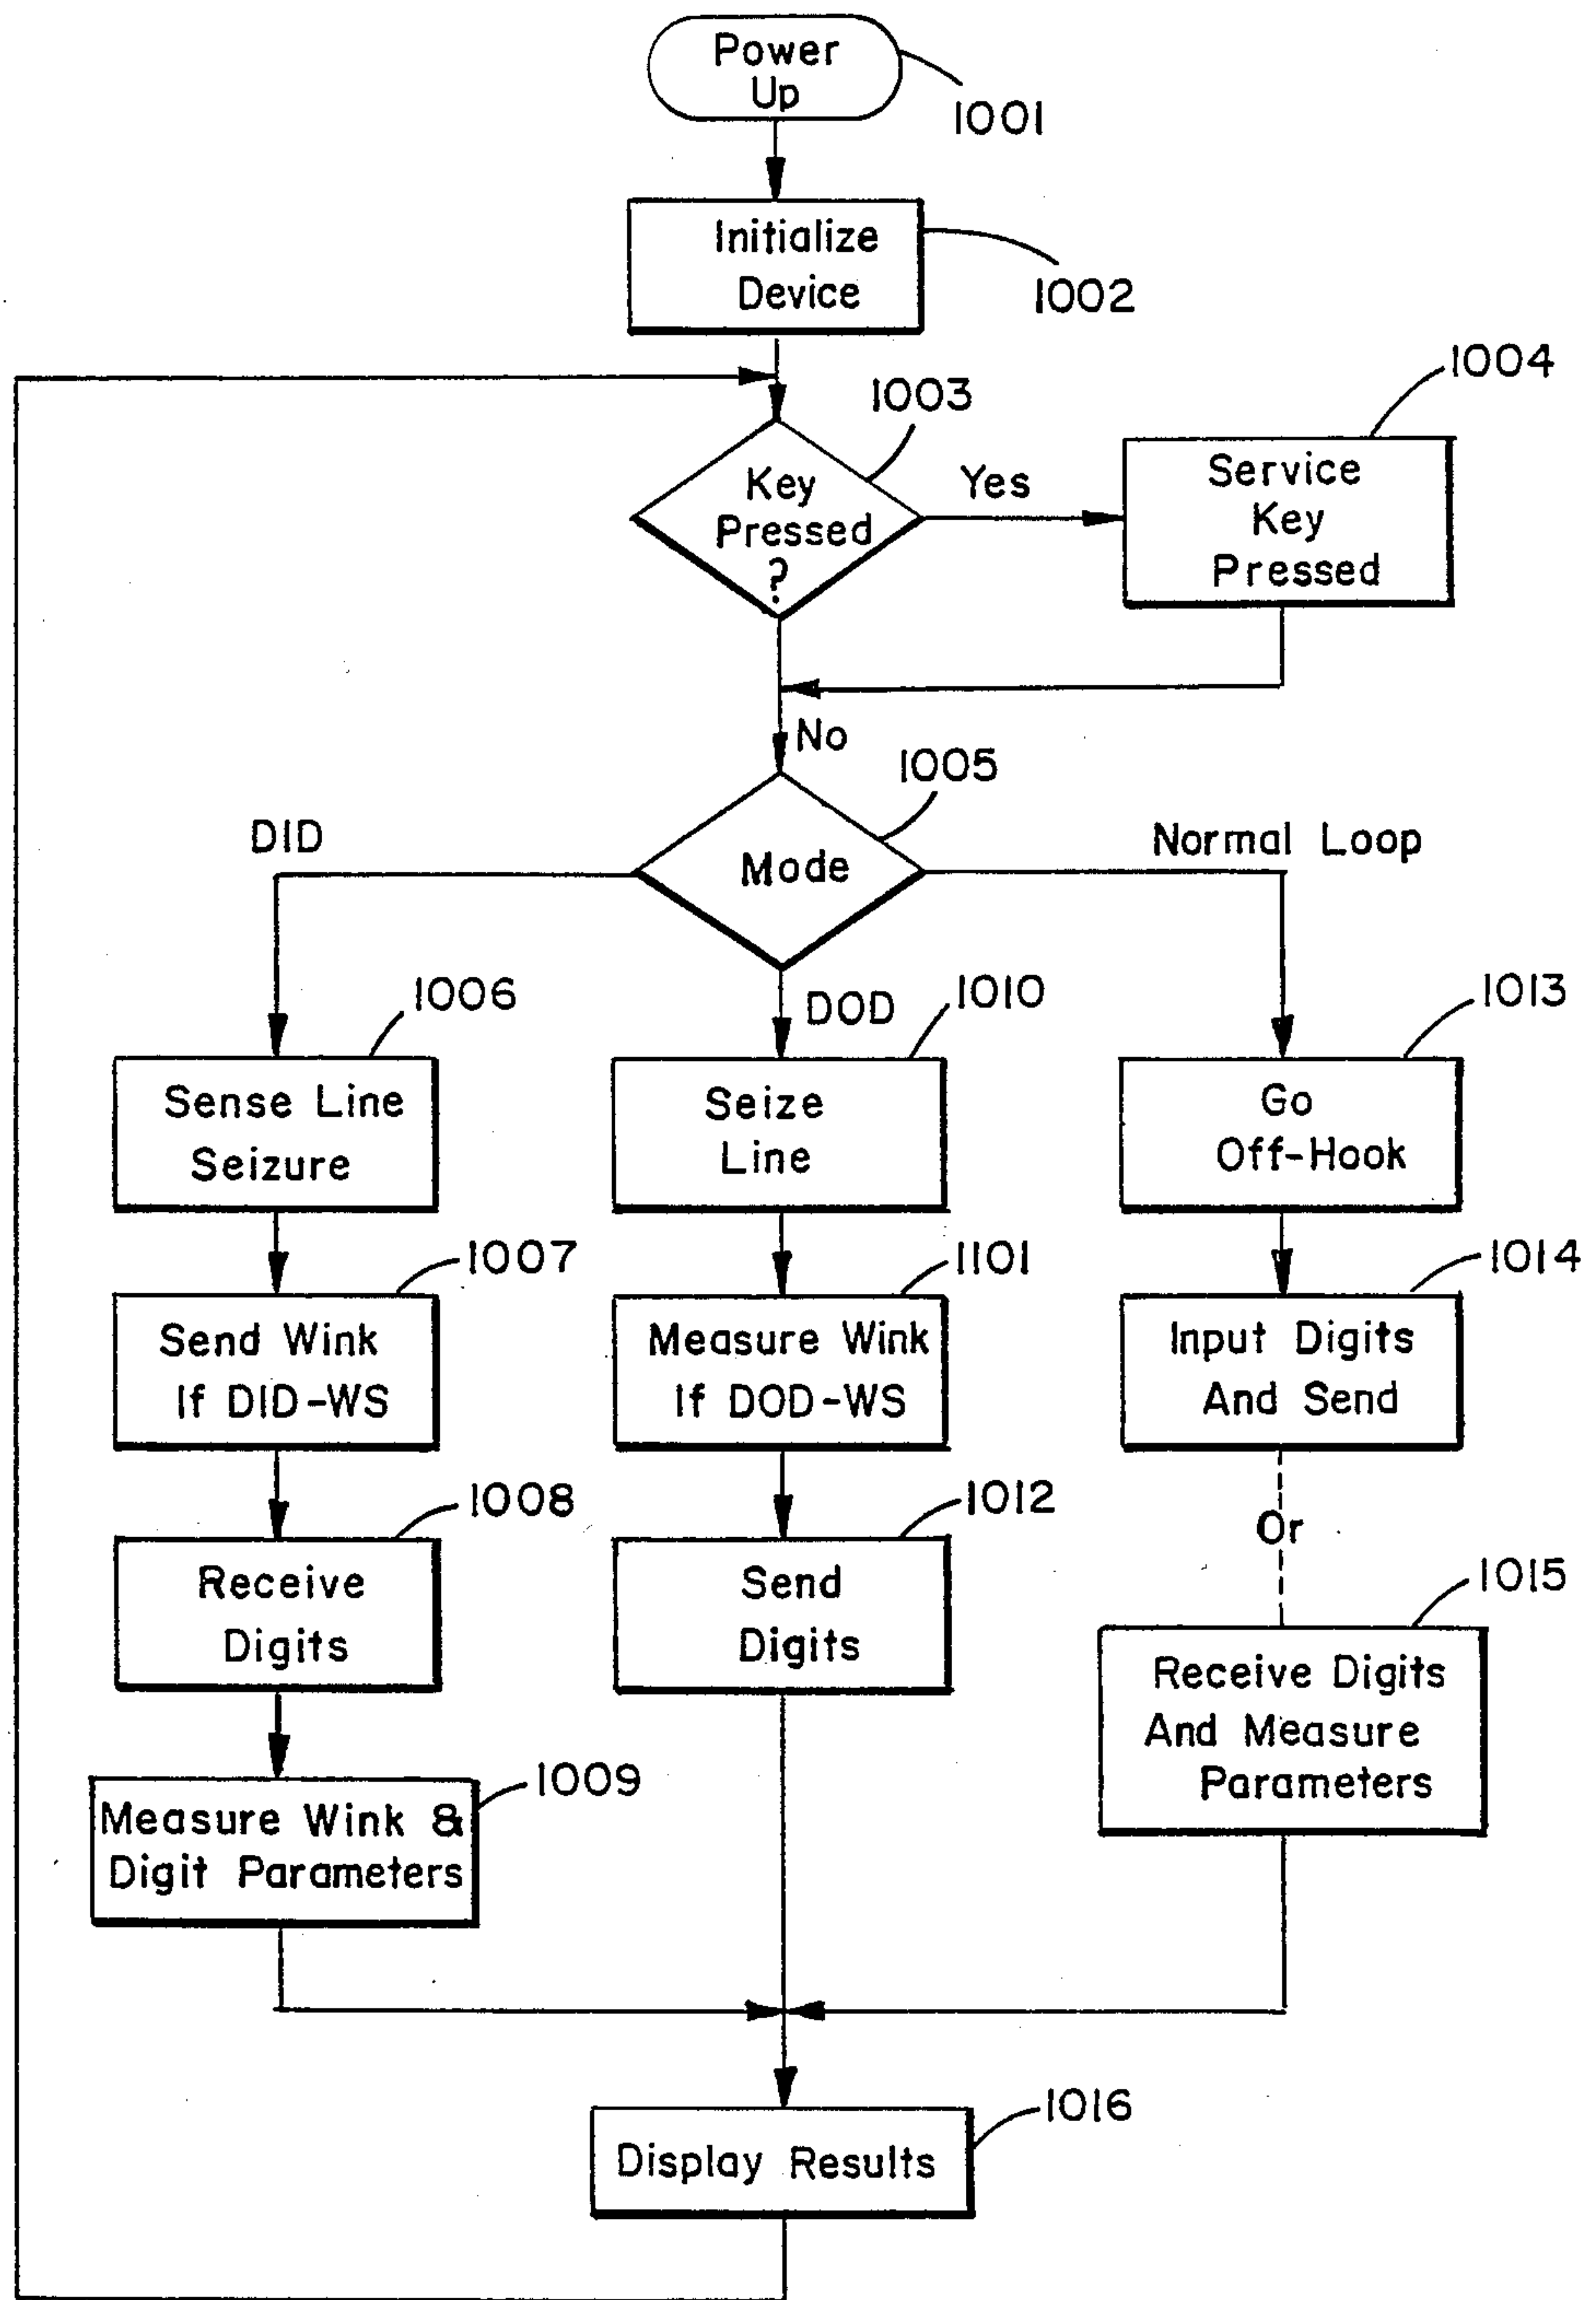 Power
Up
1001
Initialize
Device
1002
1003
Key
Pressed
?
Yes
1004
Service
Key
Pressed
No
1005
Mode
DID
DOD
Normal Loop
1006
Sense Line
Seizure
1010
Seize
Line
1013
Go
Off-Hook
1007
Send Wink
If DID-WS
1101
Measure Wink
If DOD-WS
1014
Input Digits
And Send
1008
Receive
Digits
1012
Send
Digits
Or
1015
Receive Digits
And Measure
Parameters
1009
Measure Wink &
Digit Parameters
1016
Display Results